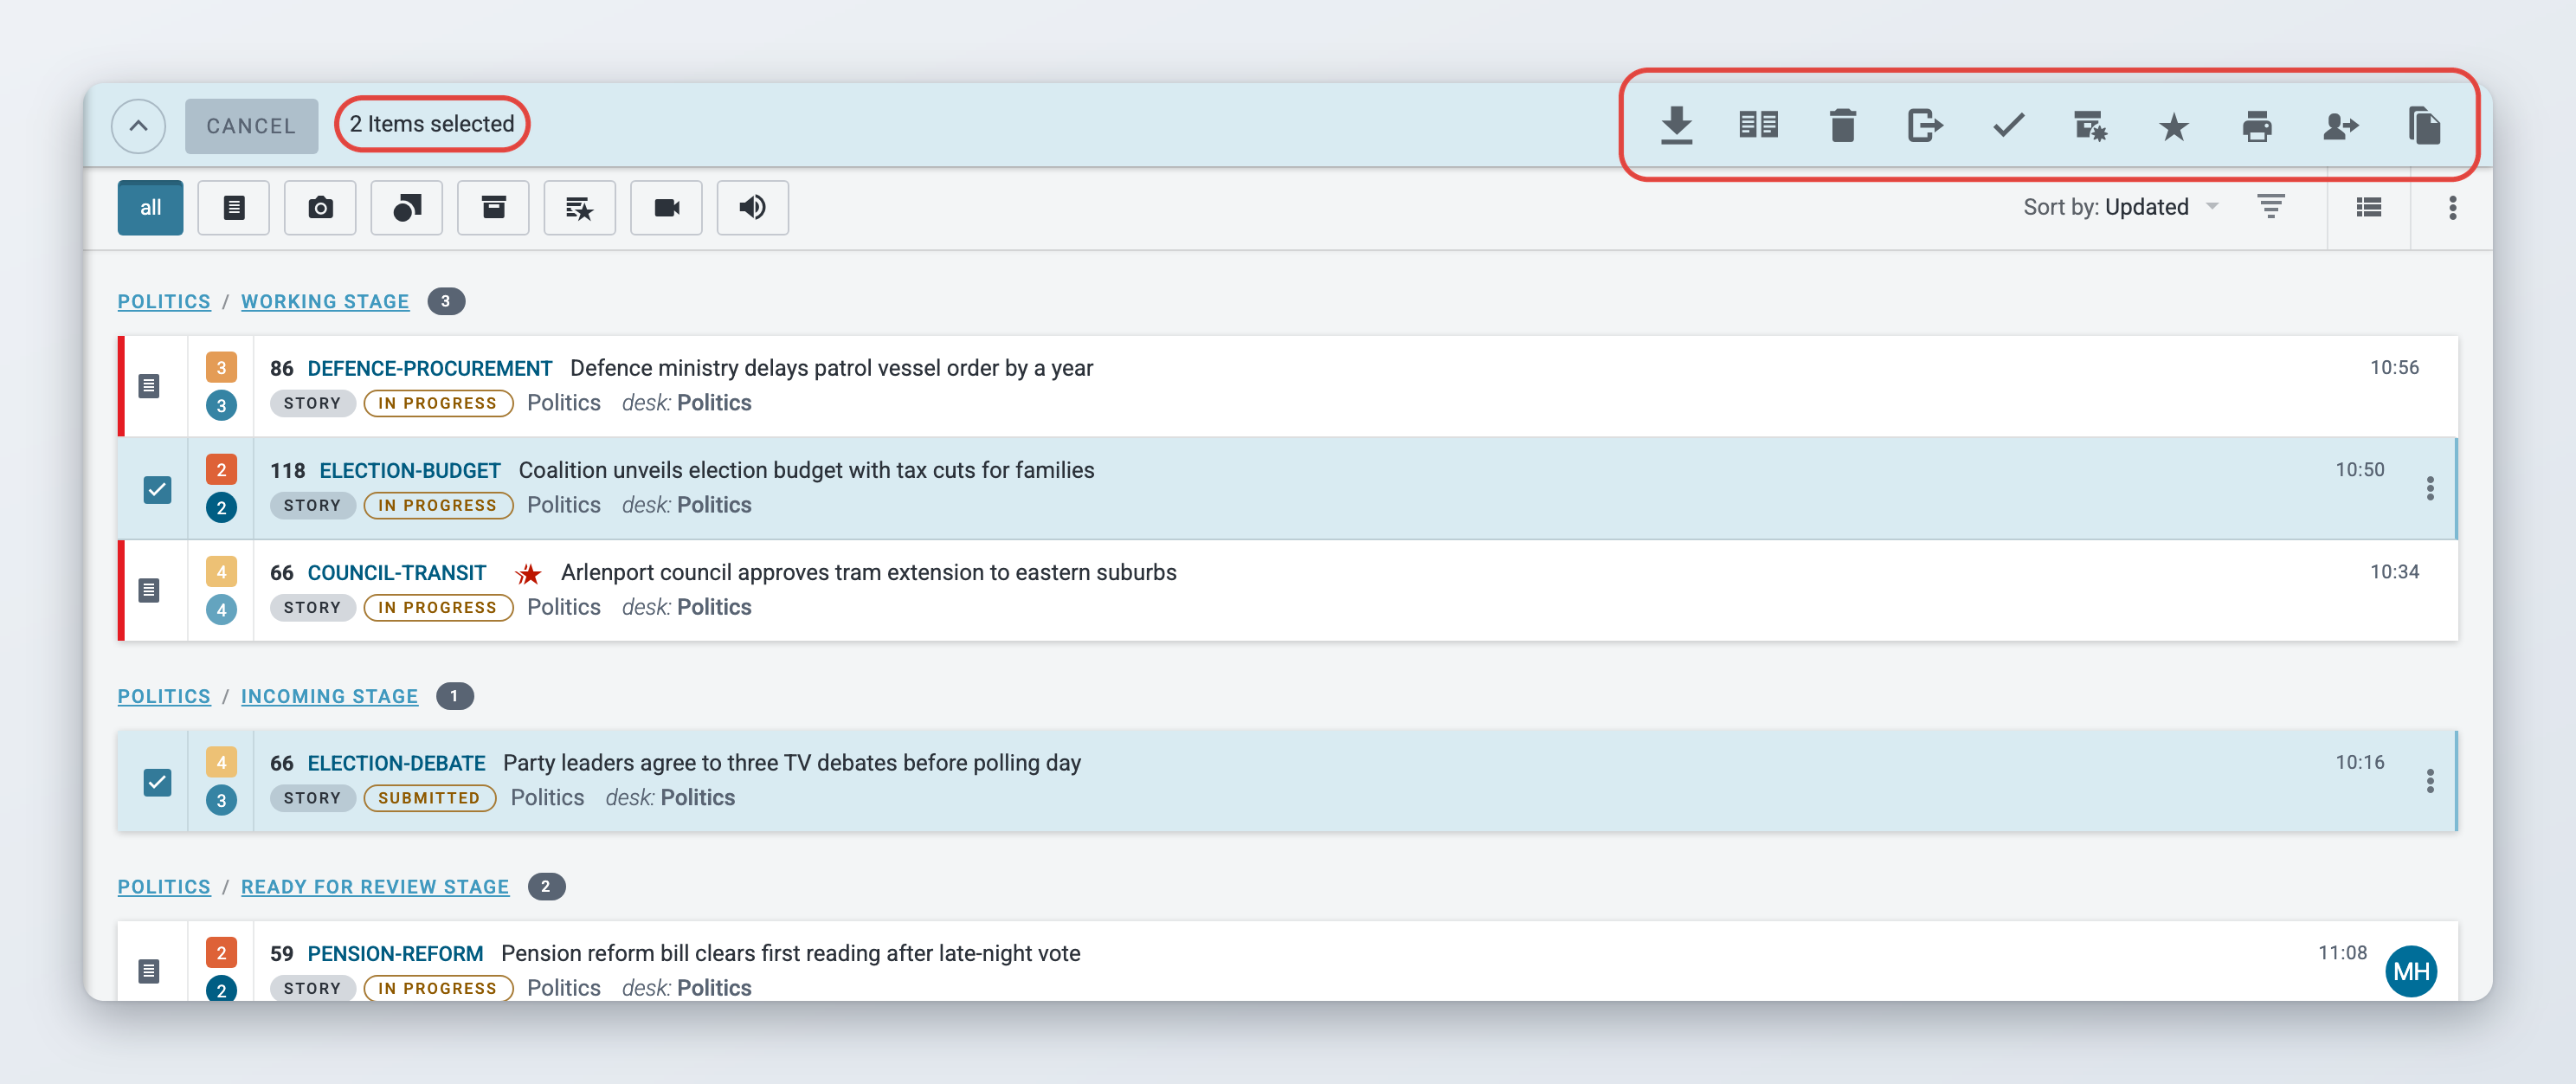 CANCEL 2 Items selected
all Sort by: Updated
POLITICS / WORKING STAGE 3
3 86 DEFENCE-PROCUREMENT Defence ministry delays patrol vessel order by a year 10:56
3 STORY IN PROGRESS Politics desk: Politics
2 118 ELECTION-BUDGET Coalition unveils election budget with tax cuts for families 10:50
2 STORY IN PROGRESS Politics desk: Politics
4 66 COUNCIL-TRANSIT Arlenport council approves tram extension to eastern suburbs 10:34
4 STORY IN PROGRESS Politics desk: Politics
POLITICS / INCOMING STAGE 1
4 66 ELECTION-DEBATE Party leaders agree to three TV debates before polling day 10:16
3 STORY SUBMITTED Politics desk: Politics
POLITICS / READY FOR REVIEW STAGE 2
2 59 PENSION-REFORM Pension reform bill clears first reading after late-night vote 11:08 MH
2 STORY IN PROGRESS Politics desk: Politics